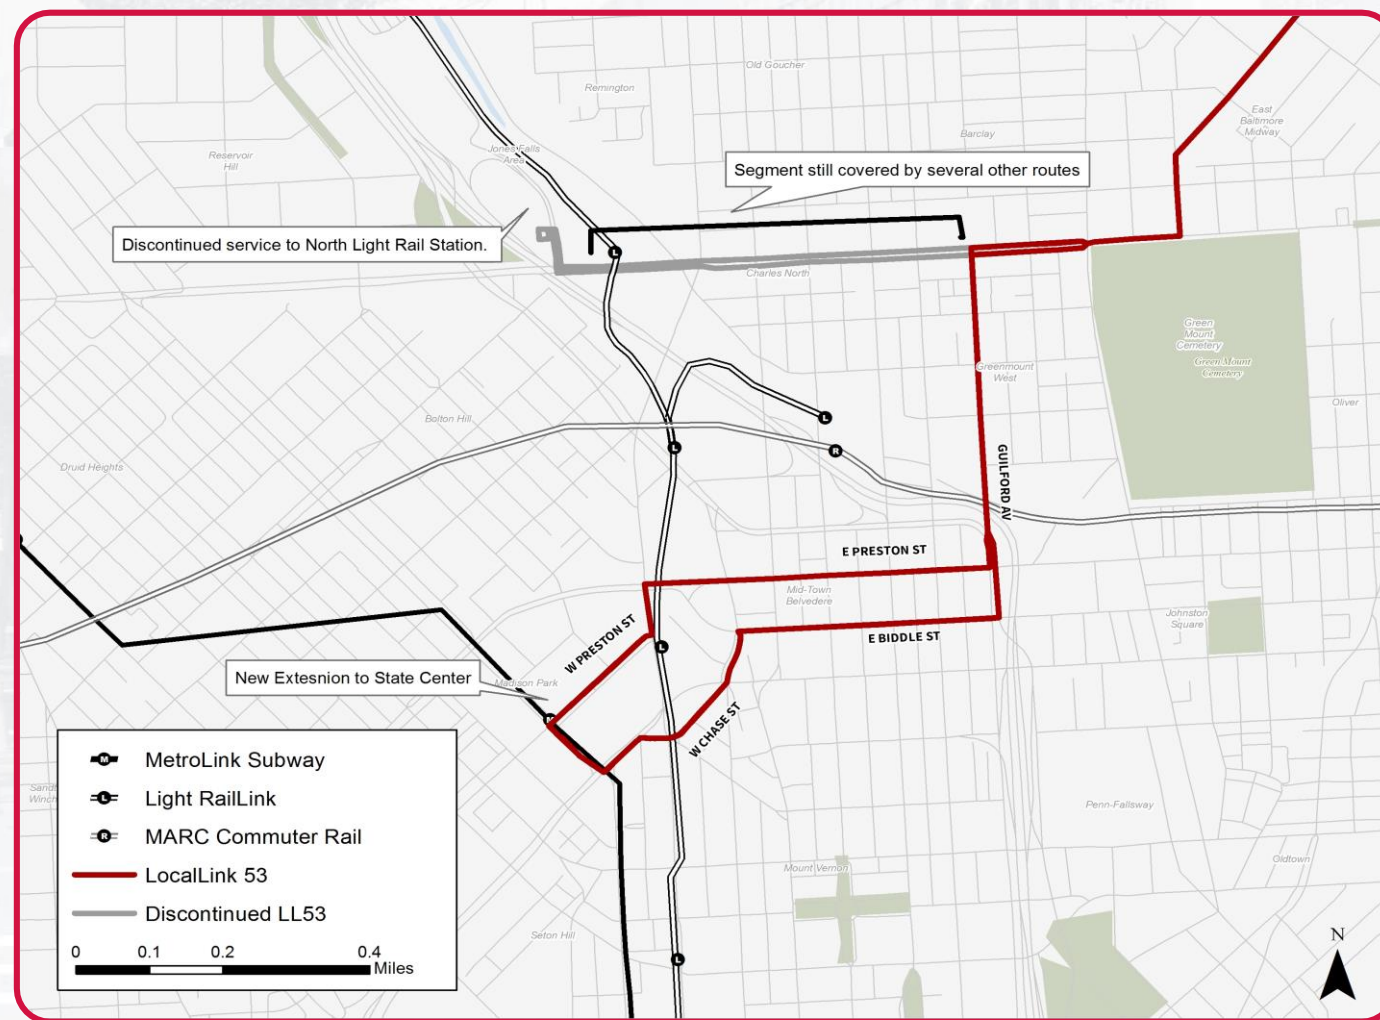 Old Goucher
Remington
East
Baltimore
Midway
Barclay
Jones Falls
Area
Reservoir
Hill
Segment still covered by several other routes
Discontinued service to North Light Rail Station.
L
Charles North
Green
Mount
Cemetery
Green Mount
Cemetery
Greenmount
West
Oliver
Bolton Hill
L
L
R
Druid Heights
GUILFORD AV
E PRESTON ST
Mid-Town
Belvedere
Johnston
Square
W PRESTON ST
E BIDDLE ST
L
New Extesnion to State Center
Madison Park
M
W CHASE ST
M MetroLink Subway
L Light RailLink
R MARC Commuter Rail
LocalLink 53
Discontinued LL53
0 0.1 0.2 0.4
Miles
Penn-Fallsway
Oldtown
Mount Vernon
Seton Hill
L
N